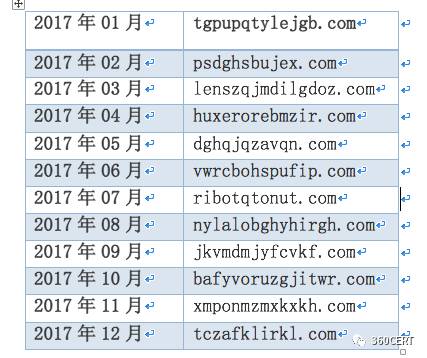 2017 年 01 月 tgpupqtylejgb.com
2017 年 02 月 psdghsbujex.com
2017 年 03 月 lenszqjmdilgdoz.com
2017 年 04 月 huxerorebmzir.com
2017 年 05 月 dghqjqzavqn.com
2017 年 06 月 vwrcbohspufip.com
2017 年 07 月 ribotqtonut.com
2017 年 08 月 nylalobghyhirgh.com
2017 年 09 月 jkvmdmjyfcvkf.com
2017 年 10 月 bafyvoruzgjitwr.com
2017 年 11 月 xmponmzmxkxkh.com
2017 年 12 月 tczafklirkl.com
360CERT